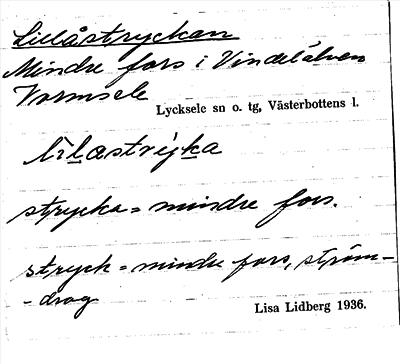 Lillåstryckan
Mindre fors i Vindelälven
Vormsele
Lycksele sn o. tg, Västerbottens l.
lìlastrýka
strycka = mindre fors.
stryck = mindre fors, ström-
-drag
Lisa Lidberg 1936.